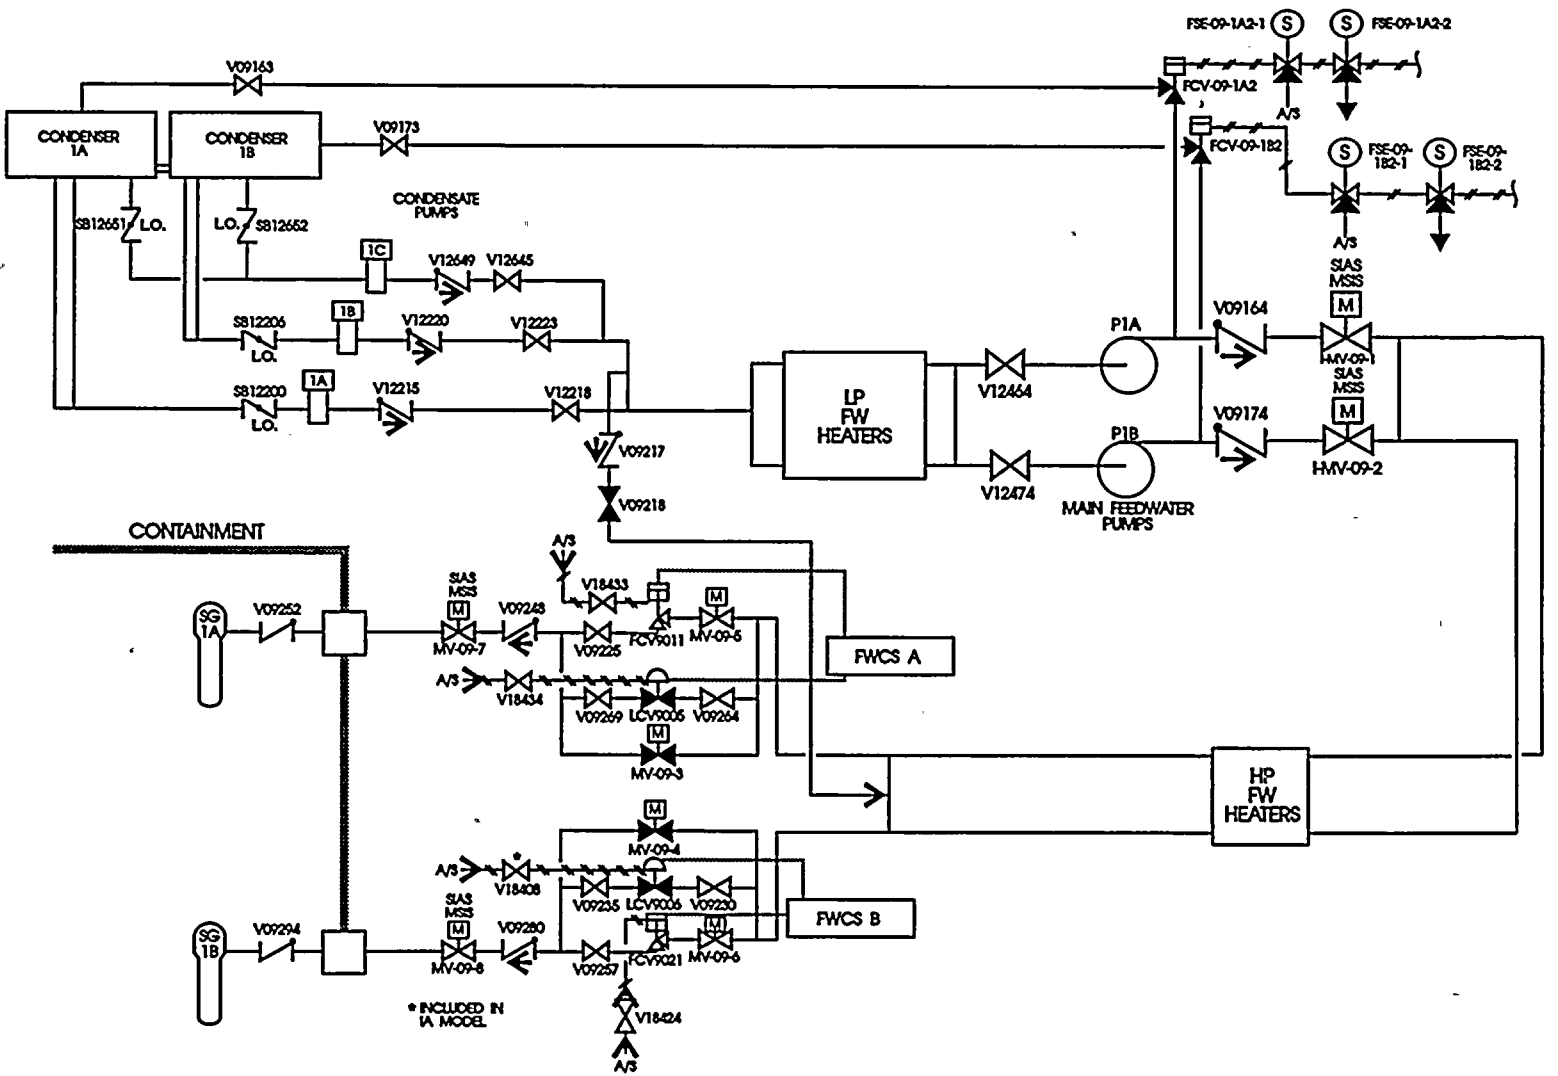 FSE-09-1A2-1
S
S
FSE-09-1A2-2
V09163
FCV-09-1A2
A/S
CONDENSER
1A
CONDENSER
1B
V09173
FCV-09-1B2
S
FSE-09-
1B2-1
S
FSE-09-
1B2-2
CONDENSATE
PUMPS
SB12651
L.O.
L.O.
SB12652
A/S
1C
V12649
V12645
SIAS
MSIS
M
1B
SB12206
L.O.
V12220
V12223
P1A
V09164
HMV-09-1
SIAS
MSIS
1A
SB12200
L.O.
V12215
V12218
LP
FW
HEATERS
V12464
M
V09174
P1B
HMV-09-2
V09217
V12474
V09218
MAIN FEEDWATER
PUMPS
CONTAINMENT
A/S
V18433
SIAS
MSIS
M
M
SG
1A
V09252
V09248
MV-09-7
V09225
FCV9011
MV-09-5
FWCS A
A/S
V18434
V09269
LCV9005
V09264
M
MV-09-3
HP
FW
HEATERS
M
MV-09-4
A/S
*
V18408
V09235
LCV9006
V09230
SIAS
MSIS
M
FWCS B
SG
1B
V09294
V09280
M
MV-09-8
V09257
FCV9021
MV-09-6
* INCLUDED IN
1A MODEL
V18424
A/S